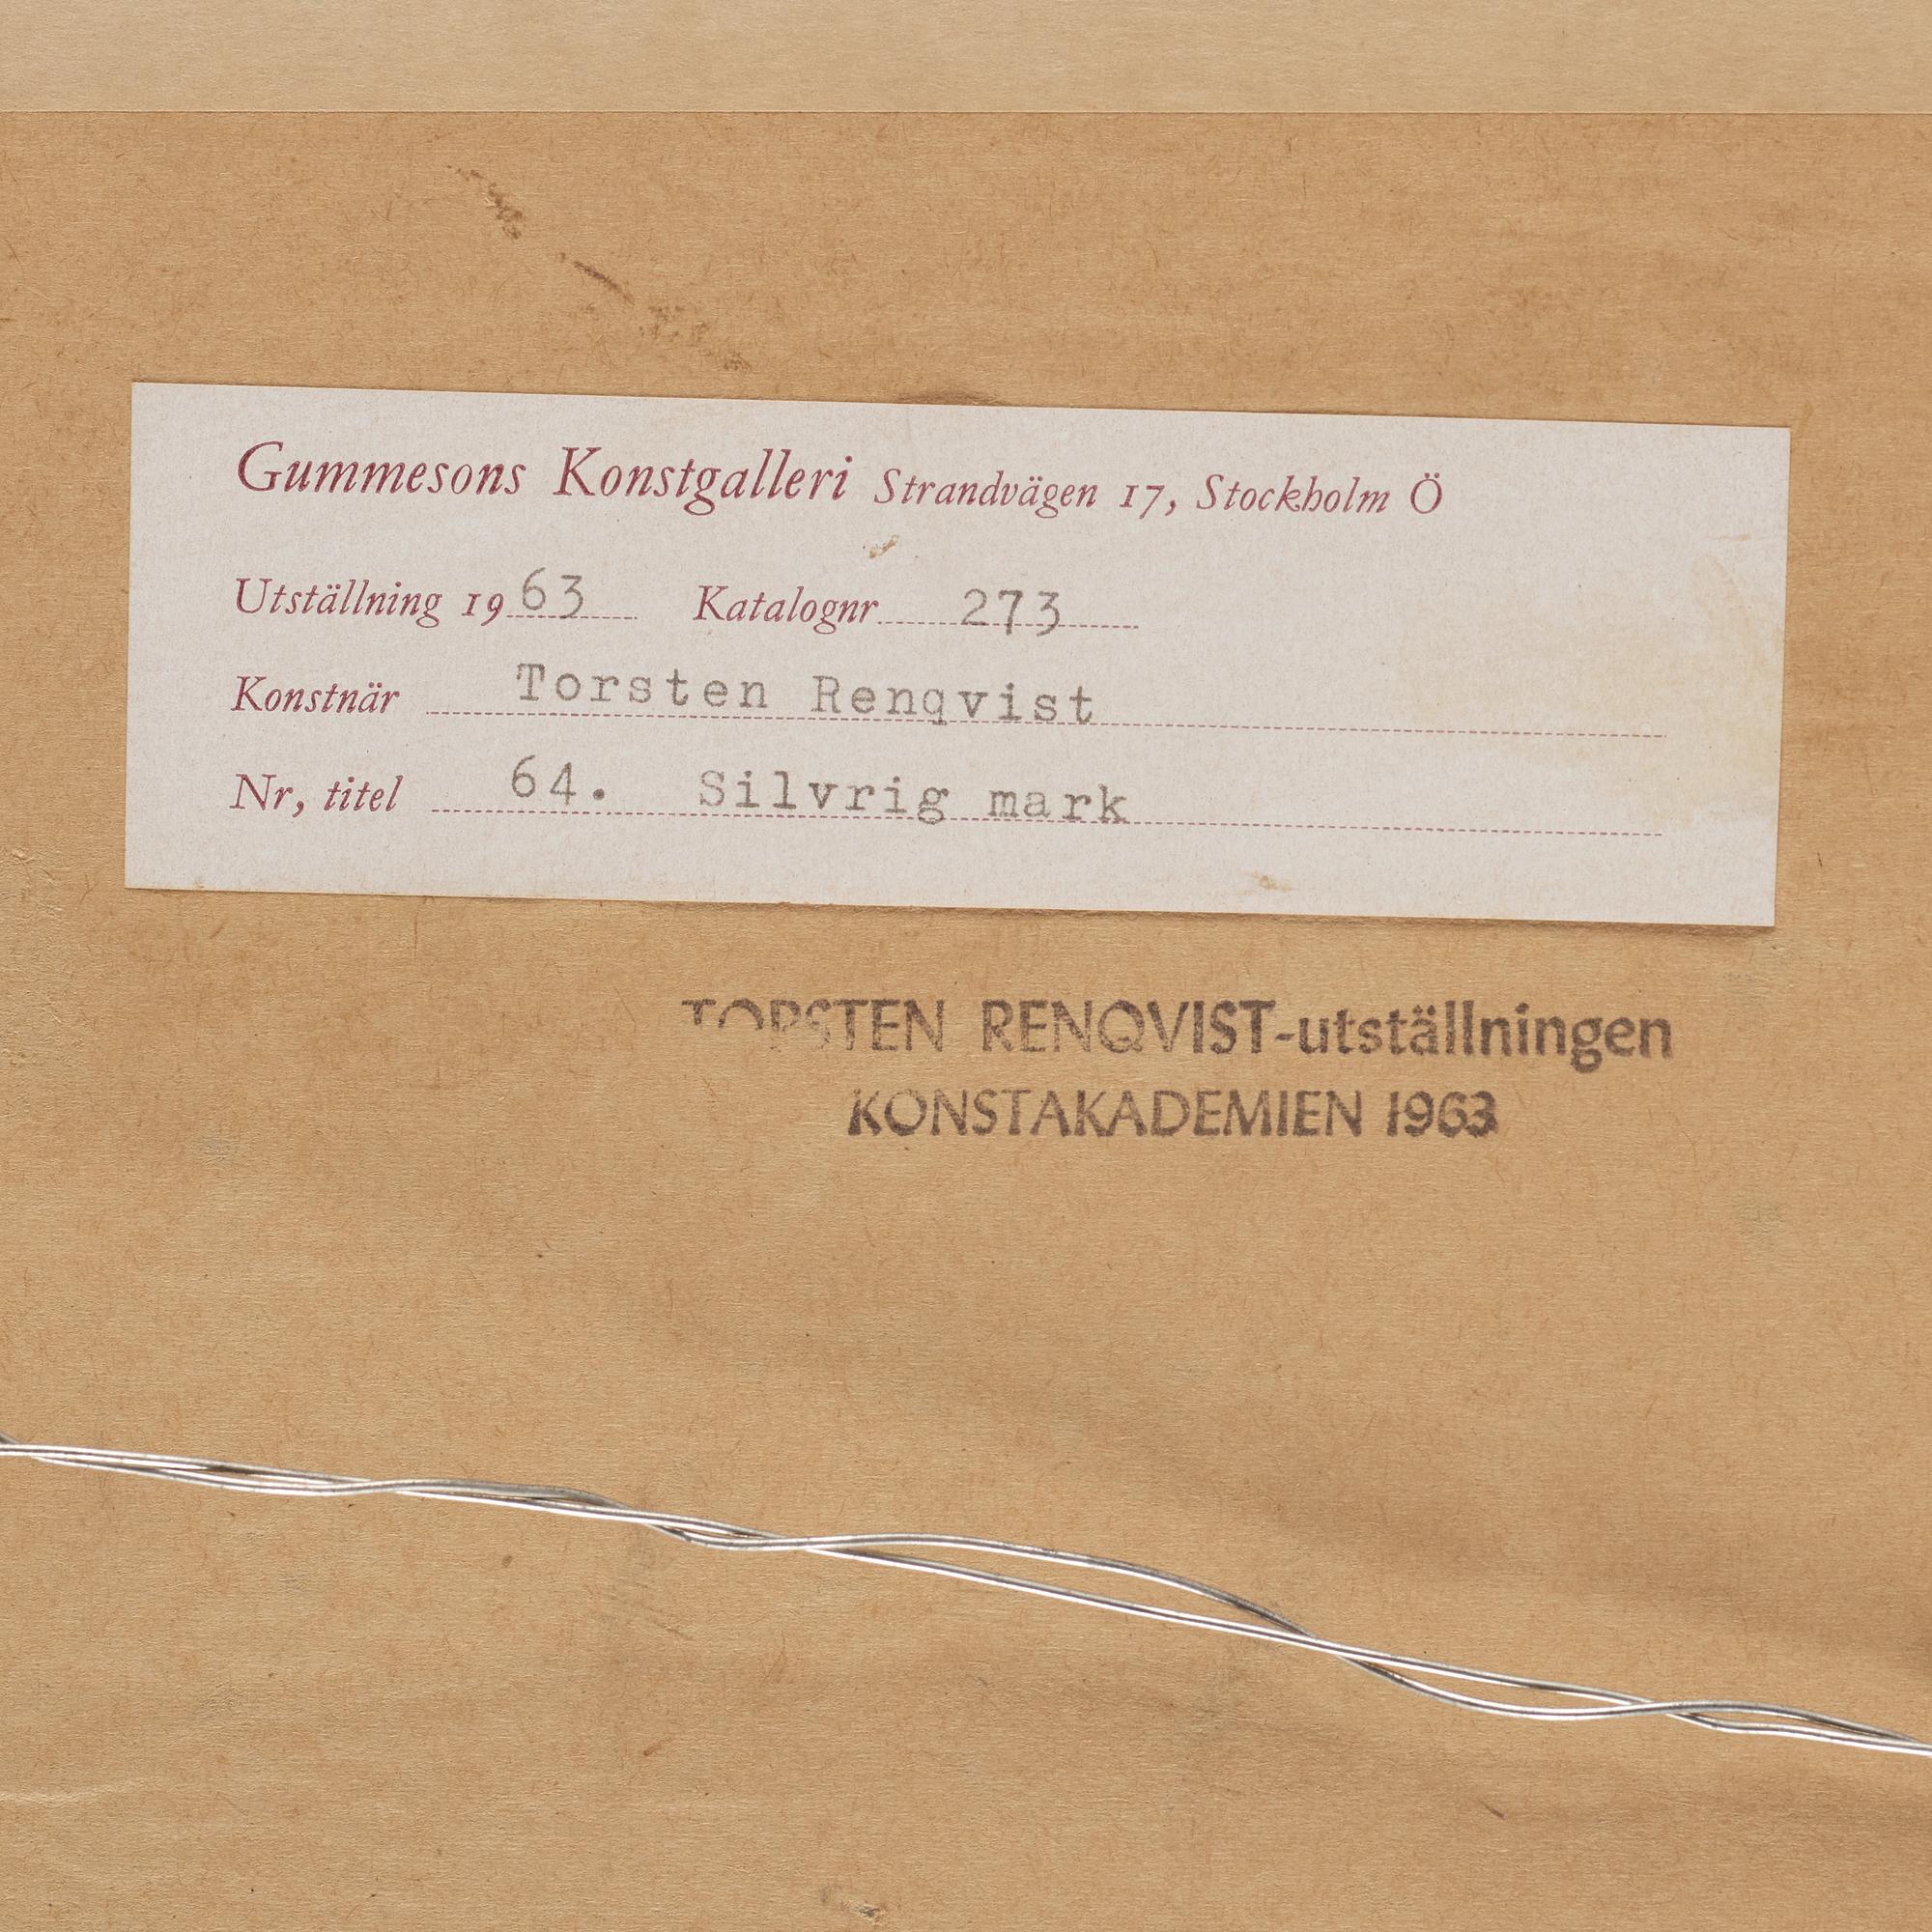 Gummesons Konstgalleri Strandvägen 17, Stockholm Ö
Utställning 1963 Katalognr 273
Konstnär Torsten Renqvist
Nr, titel 64. Silvrig mark
TORSTEN RENQVIST-utställningen
KONSTAKADEMIEN 1963